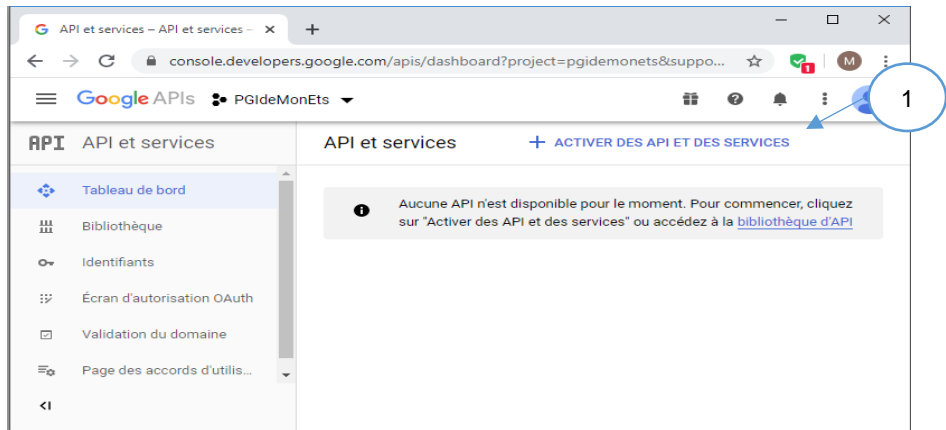 G API et services – API et services –
console.developers.google.com/apis/dashboard?project=pgidemonets&suppo...
1
M
Google APIs PGIdeMonEts
1
API API et services
API et services
+ ACTIVER DES API ET DES SERVICES
Tableau de bord
Bibliothèque
Identifiants
Écran d'autorisation OAuth
Validation du domaine
Page des accords d'utilis...
Aucune API n'est disponible pour le moment. Pour commencer, cliquez
sur "Activer des API et des services" ou accédez à la bibliothèque d'API